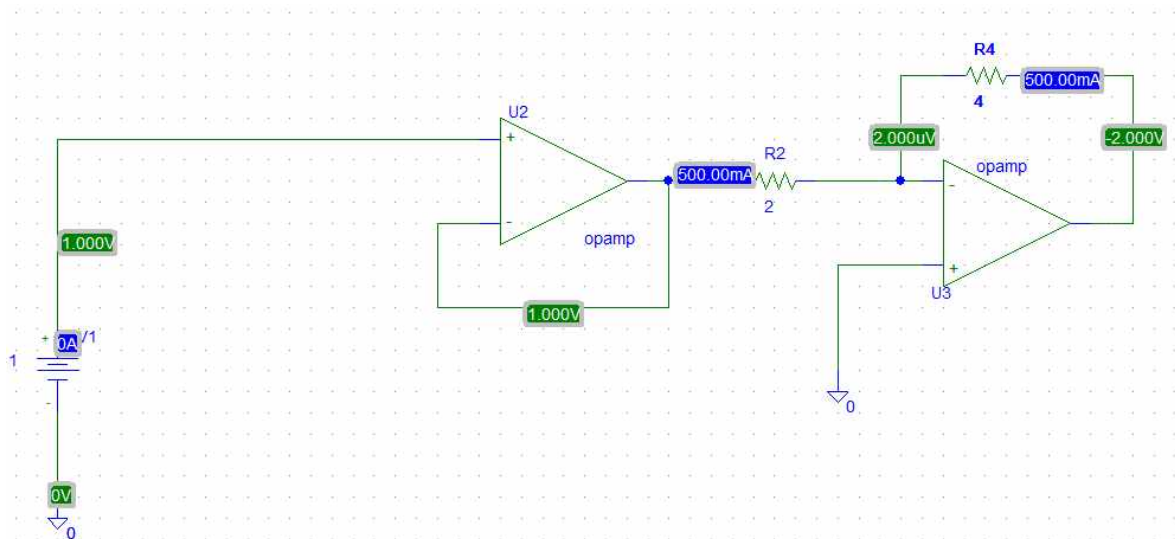 R4
500.00mA
4
U2
+
2.000uV
-2.000V
R2
opamp
500.00mA
-
2
-
opamp
1.000V
+
U3
1.000V
+
0A
V1
1
-
0
0V
0